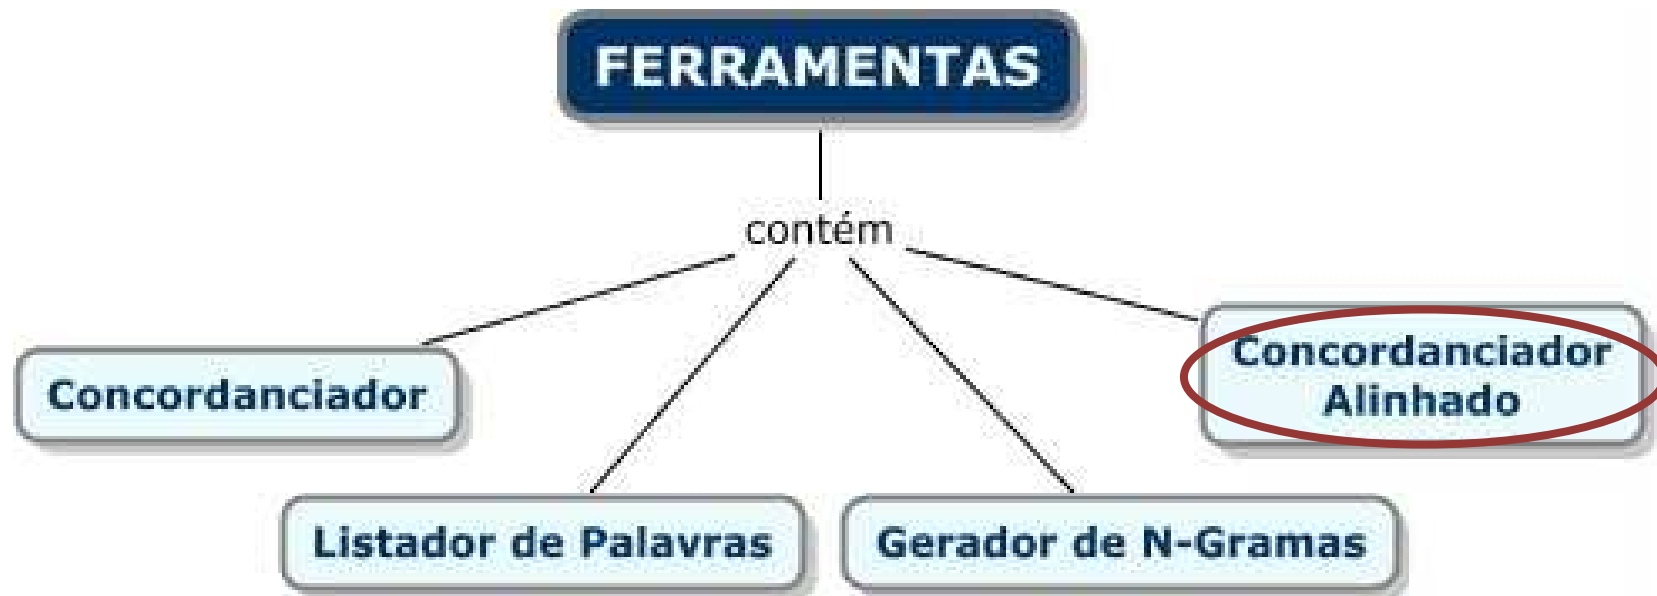 FERRAMENTAS
contém
Concordanciador
Concordanciador
Alinhado
Listador de Palavras
Gerador de N-Gramas